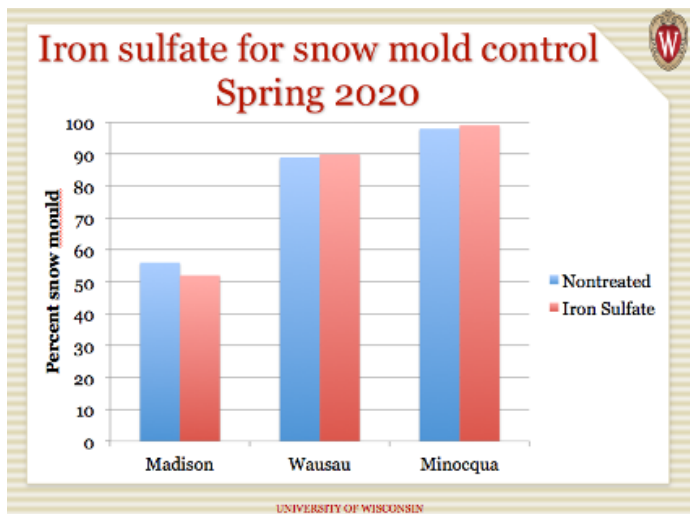 Iron sulfate for snow mold control
Spring 2020
W
Percent snow mould
100
90
80
70
60
50
40
30
20
10
0
Madison
Wausau
Minocqua
Nontreated
Iron Sulfate
UNIVERSITY OF WISCONSIN